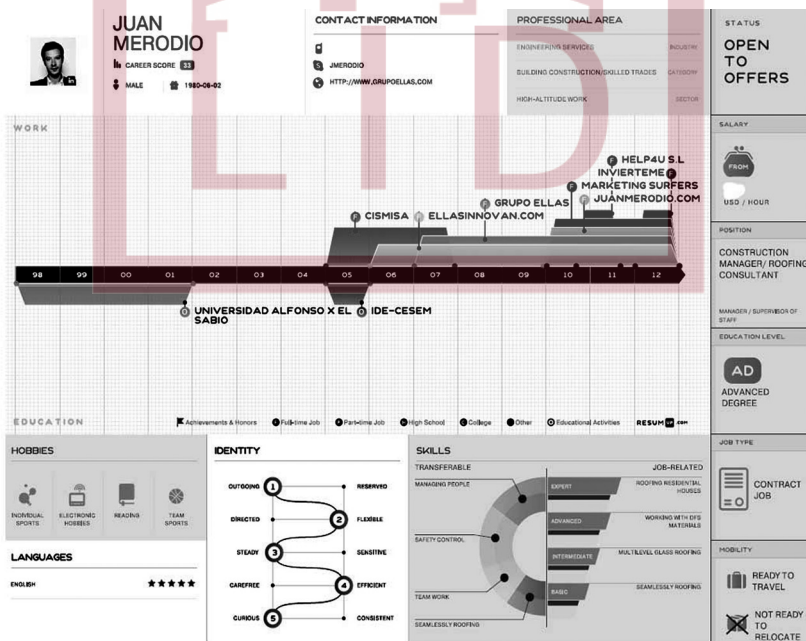 JUAN
MERODIO
CAREER SCORE 33
MALE 1980-06-02
CONTACT INFORMATION
JMERODIO
HTTP://WWW.GRUPOELLAS.COM
PROFESSIONAL AREA
ENGINEERING SERVICES INDUSTRY
BUILDING CONSTRUCTION/SKILLED TRADES CATEGORY
HIGH-ALTITUDE WORK SECTOR
STATUS
OPEN
TO
OFFERS
SALARY
FROM
USD / HOUR
POSITION
CONSTRUCTION
MANAGER/ ROOFING
CONSULTANT
MANAGER / SUPERVISOR OF
STAFF
EDUCATION LEVEL
AD
ADVANCED
DEGREE
JOB TYPE
CONTRACT
JOB
MOBILITY
READY TO
TRAVEL
NOT READY
TO
RELOCATE
WORK
F HELP4U S.L
INVIERTEME F
F MARKETING SURFERS
F GRUPO ELLAS
F JUANMERODIO.COM
F CISMISA
F ELLASINNOVAN.COM
98 99 00 01 02 03 04 05 06 07 08 09 10 11 12
O UNIVERSIDAD ALFONSO X EL
SABIO
O IDE-CESEM
EDUCATION
Achievements & Honors Full-time Job Part-time Job High School College Other Educational Activities RESUMUP.COM
HOBBIES
INDIVIDUAL
SPORTS
ELECTRONIC
HOBBIES
READING
TEAM
SPORTS
LANGUAGES
ENGLISH ★★★★★
IDENTITY
OUTGOING 1 RESERVED
DIRECTED 2 FLEXIBLE
STEADY 3 SENSITIVE
CAREFREE 4 EFFICIENT
CURIOUS 5 CONSISTENT
SKILLS
TRANSFERABLE
MANAGING PEOPLE
SAFETY CONTROL
TEAM WORK
SEAMLESSLY ROOFING
JOB-RELATED
EXPERT ROOFING RESIDENTIAL
HOUSES
ADVANCED WORKING WITH DFS
MATERIALS
INTERMEDIATE MULTILEVEL GLASS ROOFING
BASIC SEAMLESSLY ROOFING